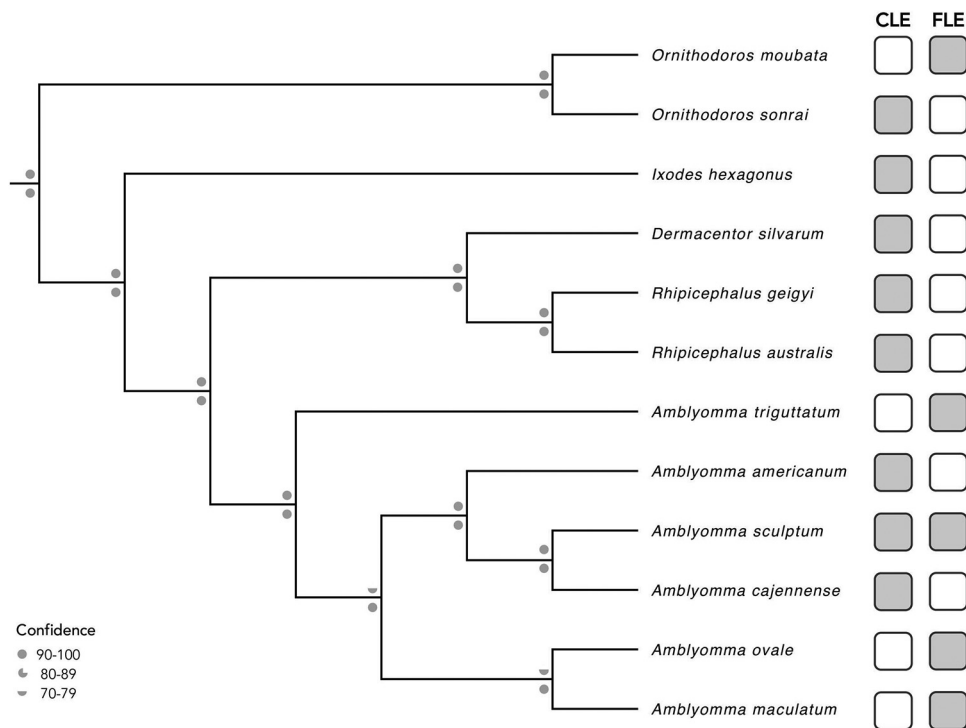 CLE FLE
Ornithodoros moubata
Ornithodoros sonrai
Ixodes hexagonus
Dermacentor silvarum
Rhipicephalus geigyi
Rhipicephalus australis
Amblyomma triguttatum
Amblyomma americanum
Amblyomma sculptum
Amblyomma cajennense
Amblyomma ovale
Amblyomma maculatum
Confidence
90-100
80-89
70-79